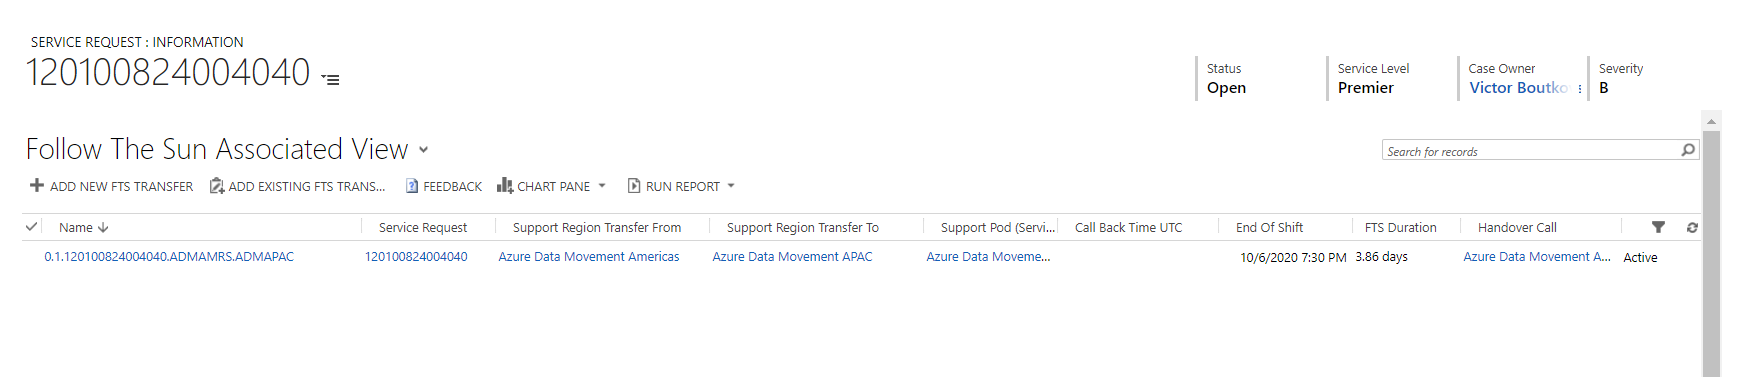 SERVICE REQUEST : INFORMATION
120100824004040
Status
Open
Service Level
Premier
Case Owner
Victor Boutko
Severity
B
Follow The Sun Associated View
Search for records
ADD NEW FTS TRANSFER ADD EXISTING FTS TRANS... FEEDBACK CHART PANE RUN REPORT
Name Service Request Support Region Transfer From Support Region Transfer To Support Pod (Servi... Call Back Time UTC End Of Shift FTS Duration Handover Call
0.1.120100824004040.ADMAMRS.ADMAPAC 120100824004040 Azure Data Movement Americas Azure Data Movement APAC Azure Data Moveme... 10/6/2020 7:30 PM 3.86 days Azure Data Movement A... Active